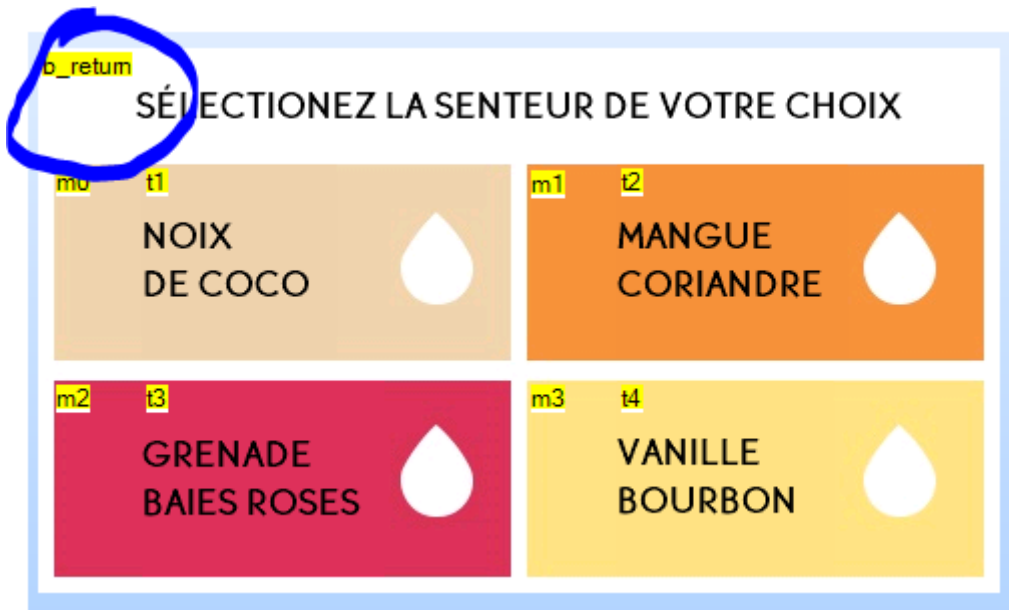 b_return
SÉLECTIONEZ LA SENTEUR DE VOTRE CHOIX
m0 t1
NOIX
DE COCO
m1 t2
MANGUE
CORIANDRE
m2 t3
GRENADE
BAIES ROSES
m3 t4
VANILLE
BOURBON